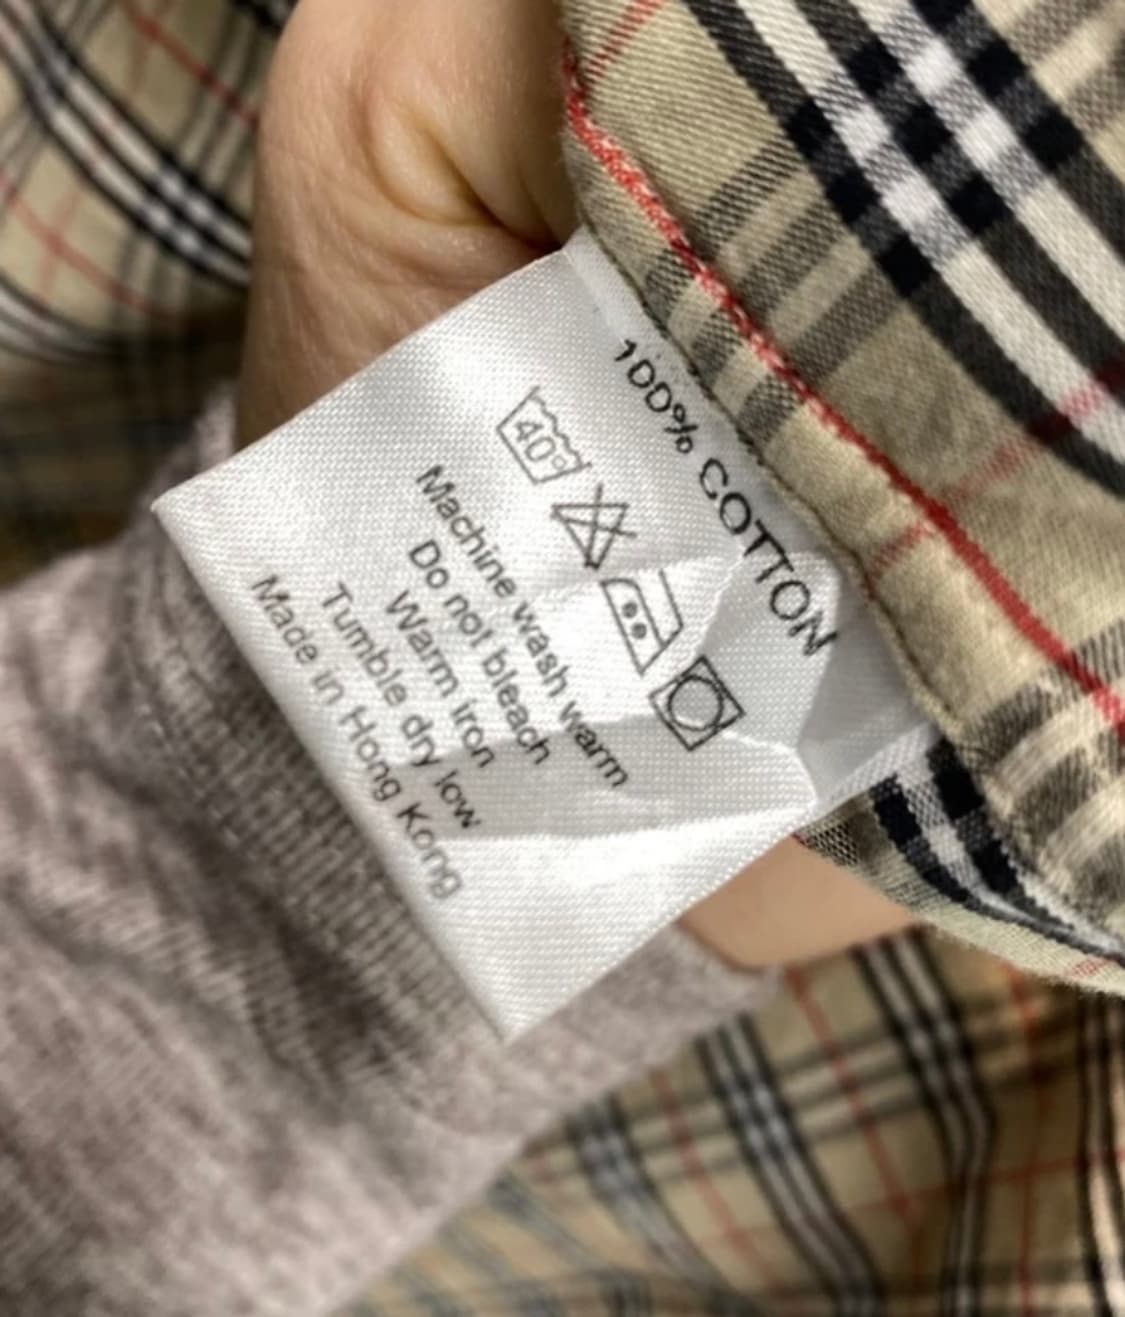 100% COTTON
40°
Machine wash warm
Do not bleach
Warm iron
Tumble dry low
Made in Hong Kong